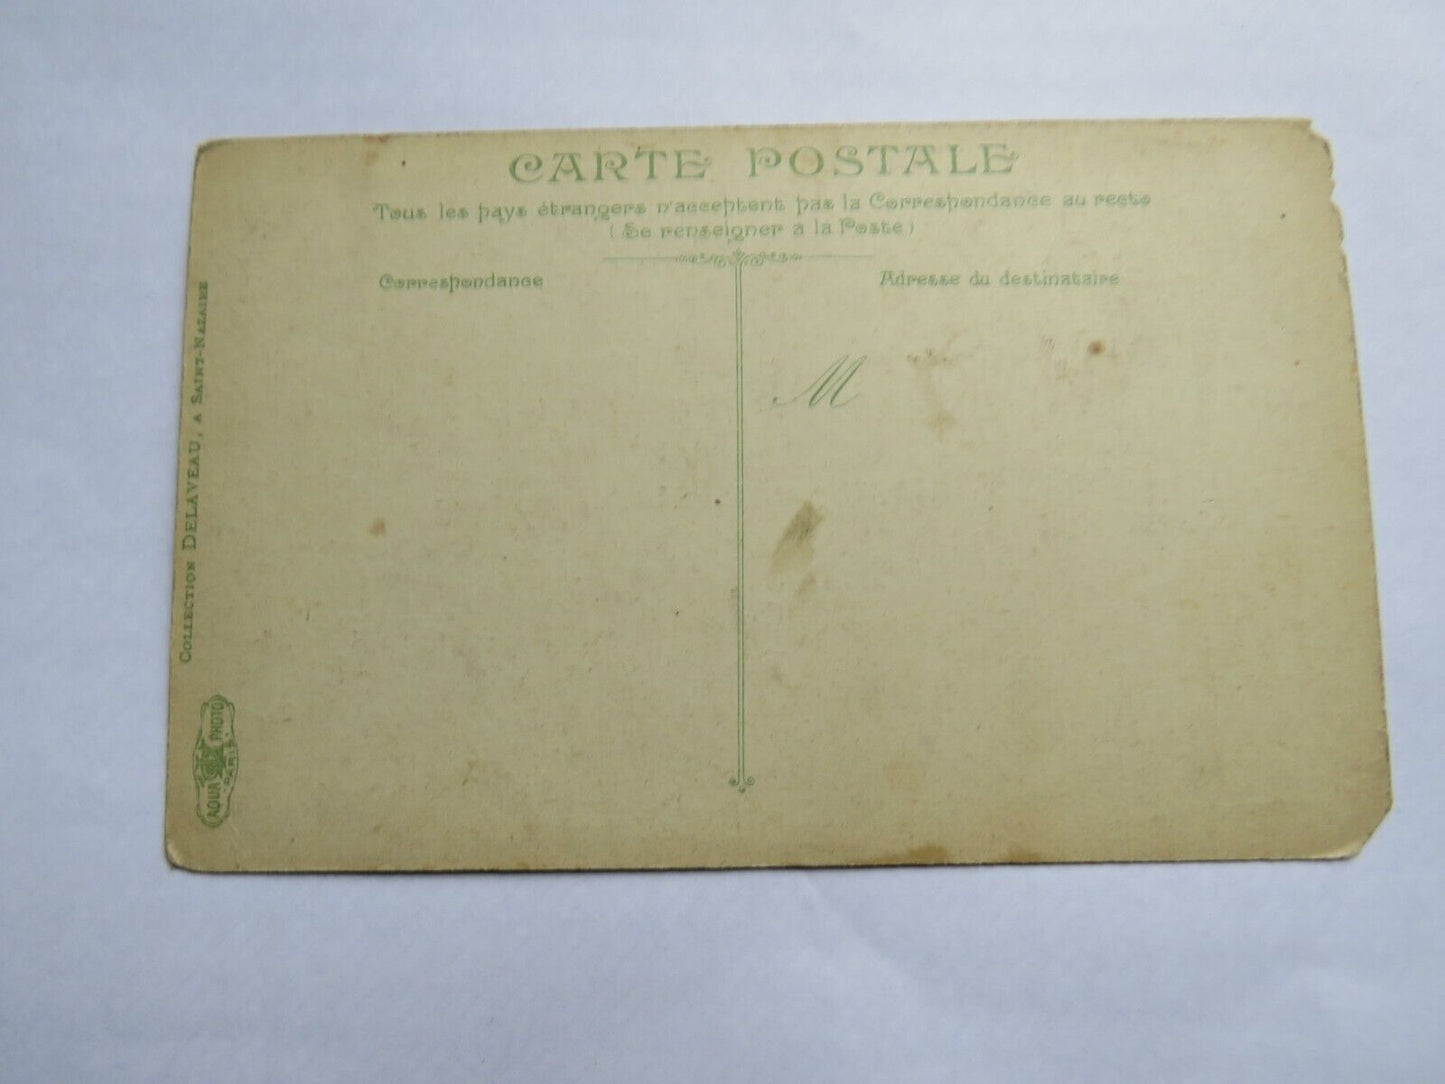 CARTE POSTALE
Tous les pays étrangers n'acceptent pas la Correspondance au recto
(Se renseigner à la Poste)
Correspondance
Adresse du destinataire
M
COLLECTION DELAVEAU, A SAINT-NAZAIRE
AQUA PHOTO
PARIS